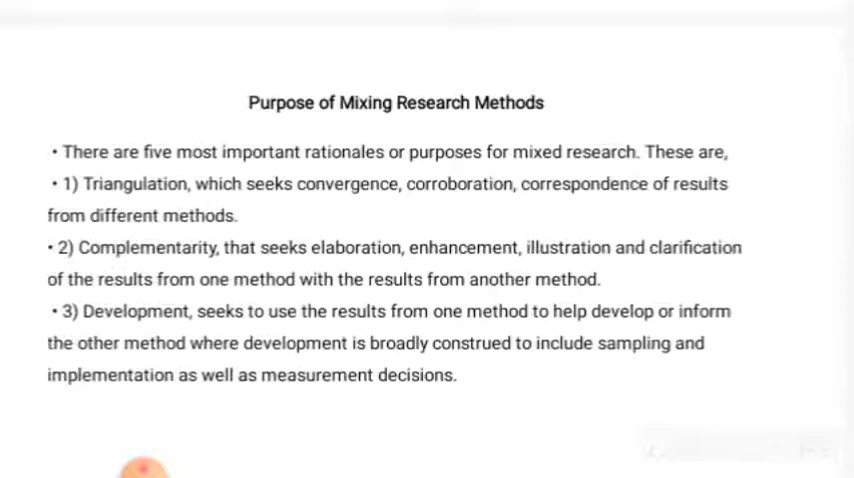 Purpose of Mixing Research Methods
• There are five most important rationales or purposes for mixed research. These are,
• 1) Triangulation, which seeks convergence, corroboration, correspondence of results
from different methods.
• 2) Complementarity, that seeks elaboration, enhancement, illustration and clarification
of the results from one method with the results from another method.
• 3) Development, seeks to use the results from one method to help develop or inform
the other method where development is broadly construed to include sampling and
implementation as well as measurement decisions.